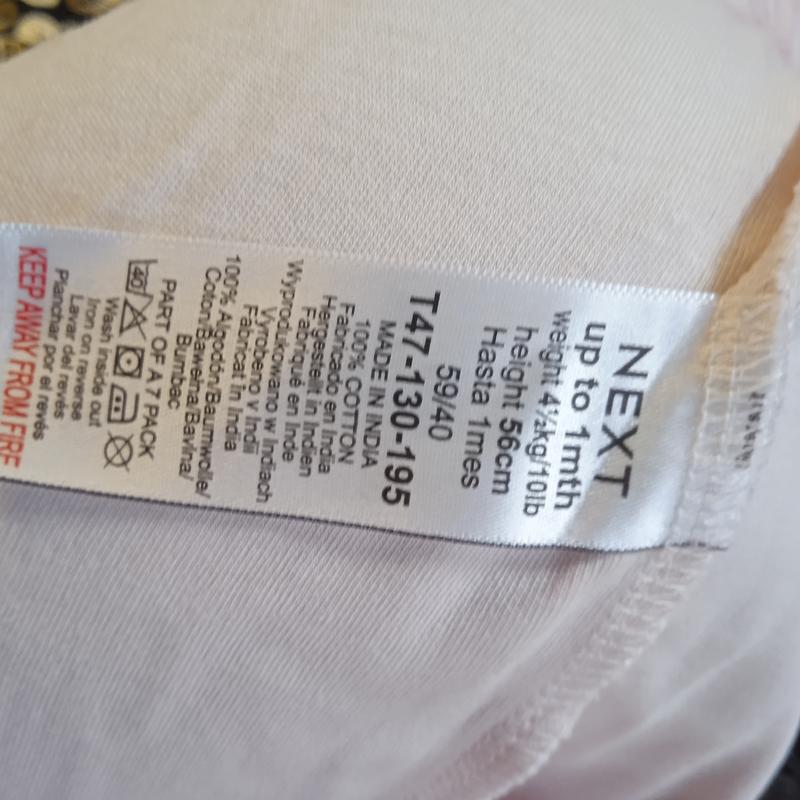 NEXT
up to 1mth
weight 4½kg/10lb
height 56cm
Hasta 1mes
59/40
T47-130-195
MADE IN INDIA
100% COTTON
Fabricado en India
Hergestellt in Indien
Fabriqué en Inde
Wyprodukowano w Indiach
Vyrobeno v Indii
Fabricat în India
100% Algodón/Baumwolle/
Coton/Bawełna/Bavlna/
Bumbac
PART OF A 7 PACK
40
Wash inside out
Iron on reverse
Lavar del revés
Planchar por el revés
KEEP AWAY FROM FIRE